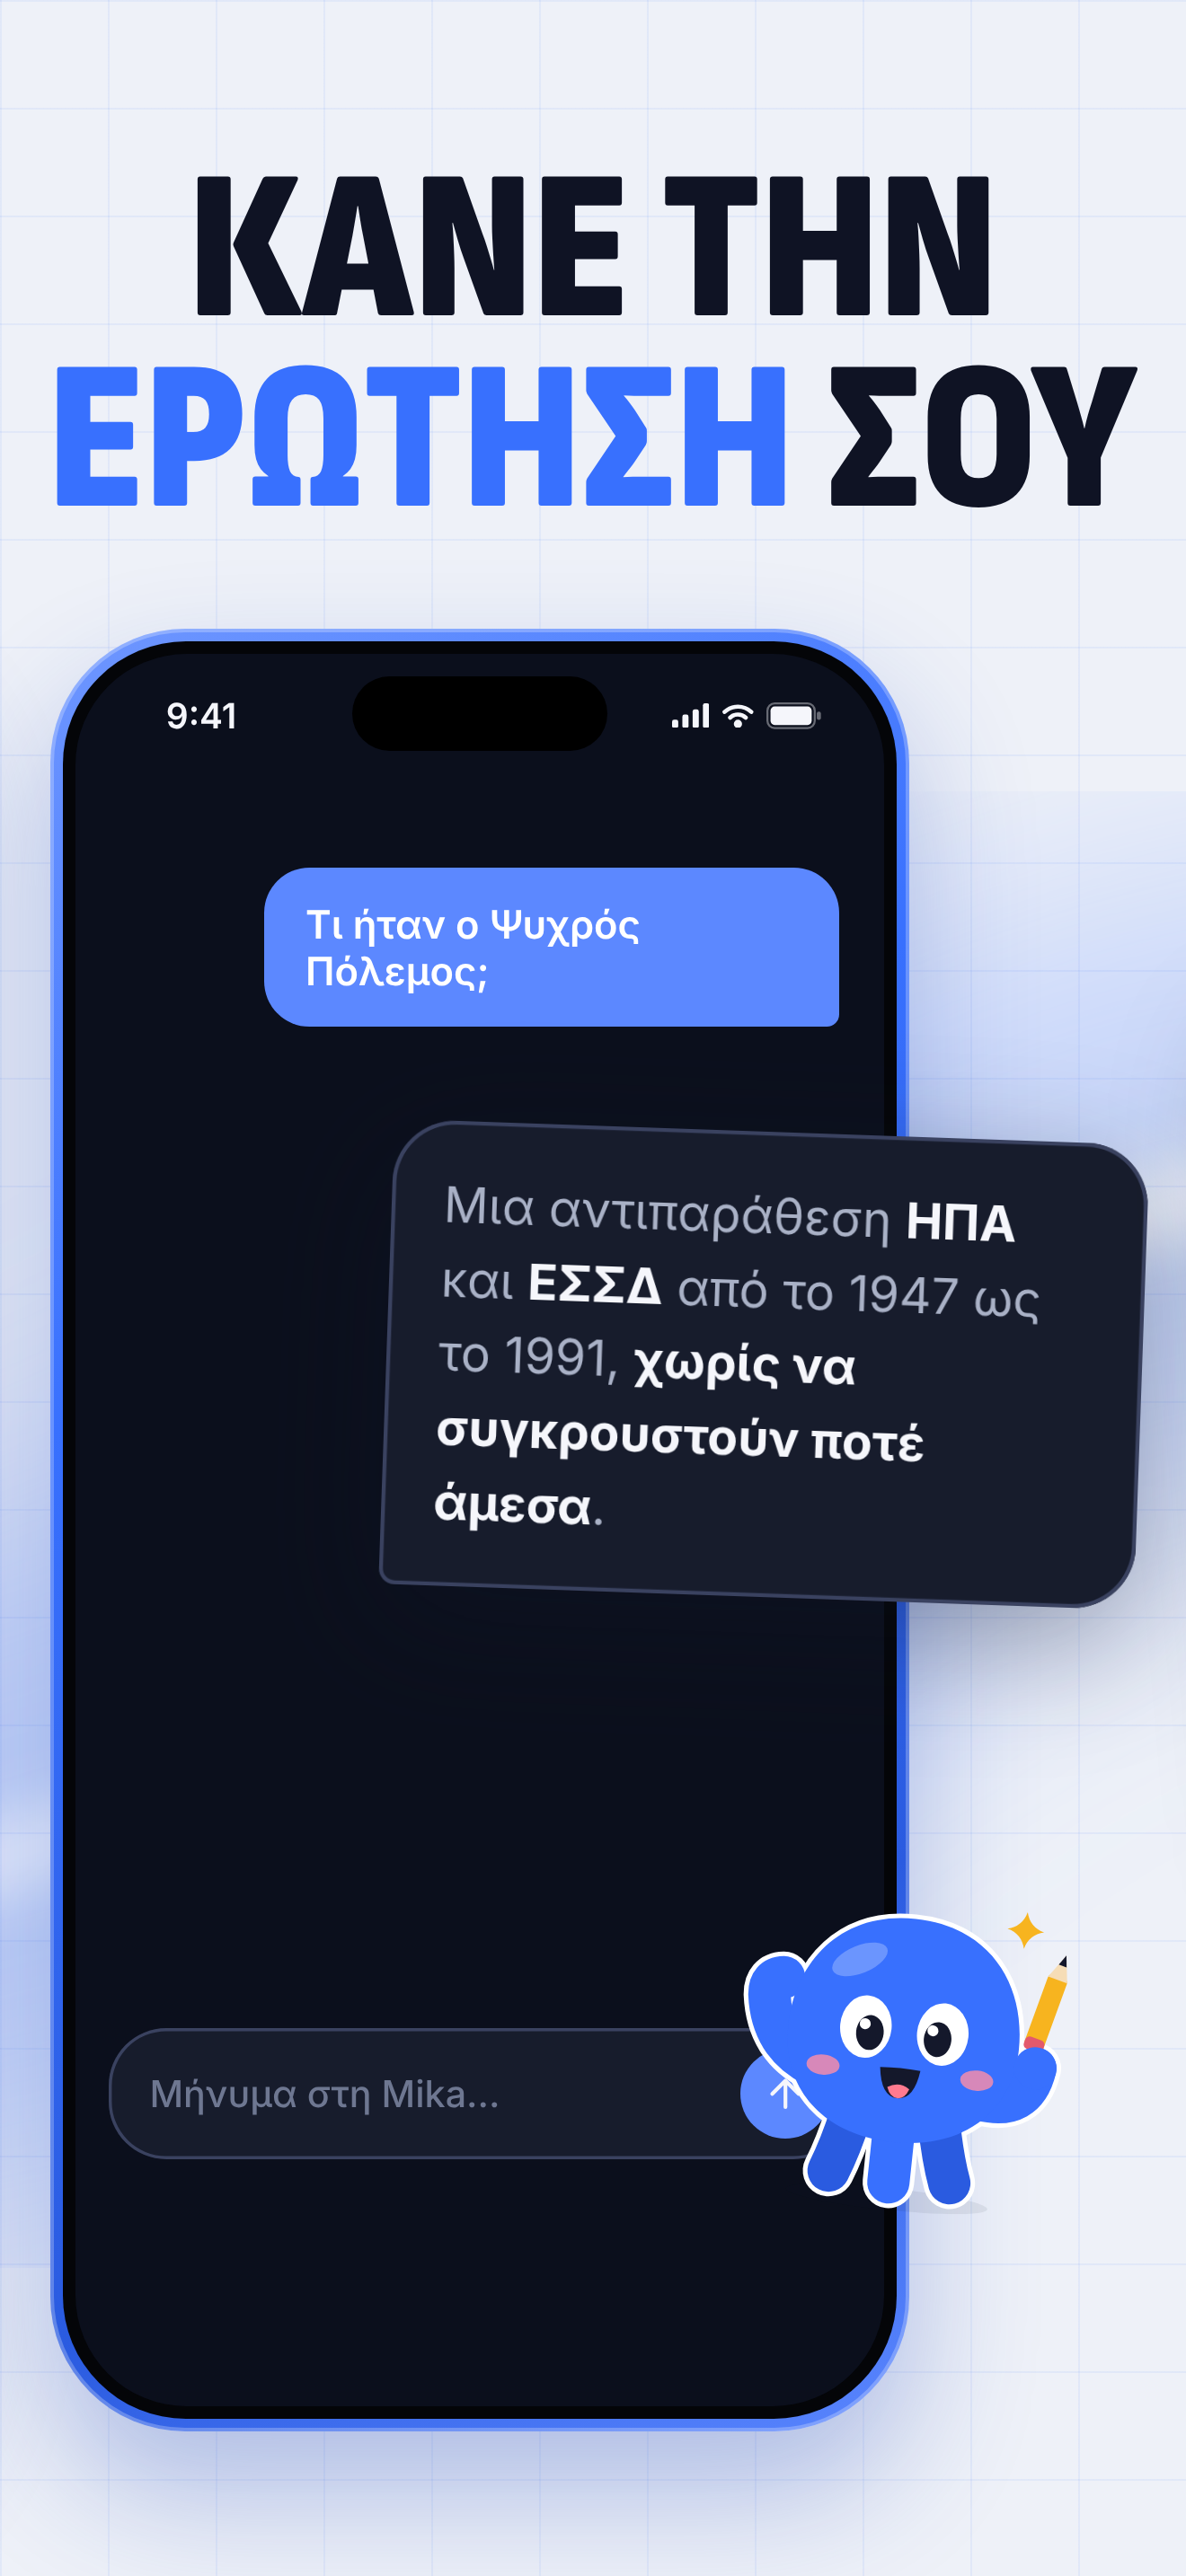 ΚΑΝΕ ΤΗΝ
ΕΡΩΤΗΣΗ ΣΟΥ
9:41
Τι ήταν ο Ψυχρός
Πόλεμος;
Μια αντιπαράθεση ΗΠΑ
και ΕΣΣΔ από το 1947 ως
το 1991, χωρίς να
συγκρουστούν ποτέ
άμεσα.
Μήνυμα στη Mika...